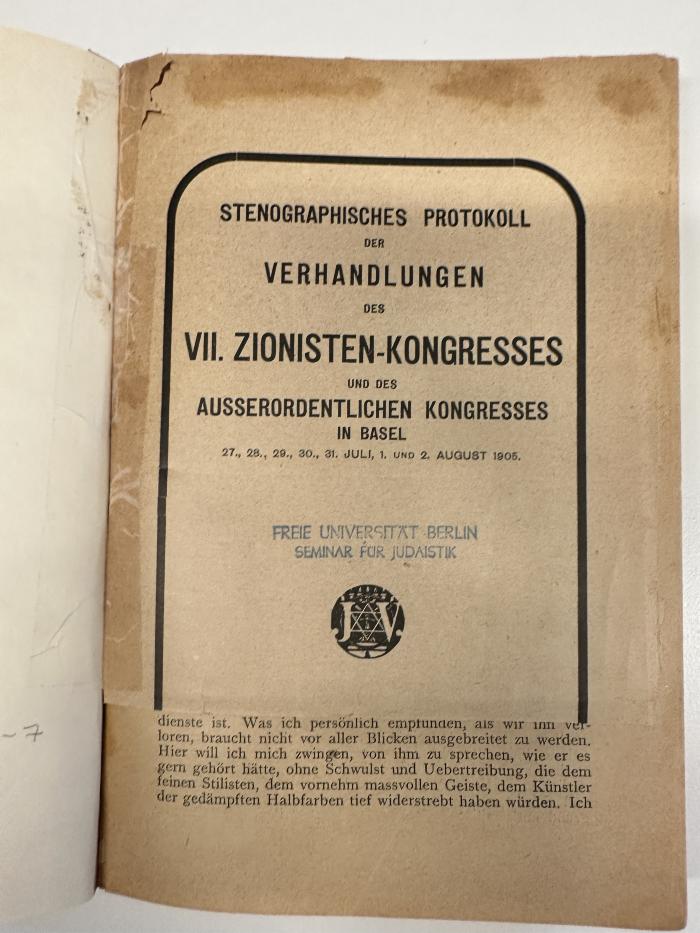 STENOGRAPHISCHES PROTOKOLL
DER
VERHANDLUNGEN
DES
VII. ZIONISTEN-KONGRESSES
UND DES
AUSSERORDENTLICHEN KONGRESSES
IN BASEL
27., 28., 29., 30., 31. JULI, 1. UND 2. AUGUST 1905.
FREIE UNIVERSITÄT BERLIN
SEMINAR FÜR JUDAISTIK
J.V.
dienste ist. Was ich persönlich empfunden, als wir ihn ver-
loren, braucht nicht vor aller Blicken ausgebreitet zu werden.
Hier will ich mich zwingen, von ihm zu sprechen, wie er es
gern gehört hätte, ohne Schwulst und Uebertreibung, die dem
feinen Stilisten, dem vornehm massvollen Geiste, dem Künstler
der gedämpften Halbfarben tief widerstrebt haben würden. Ich
-7